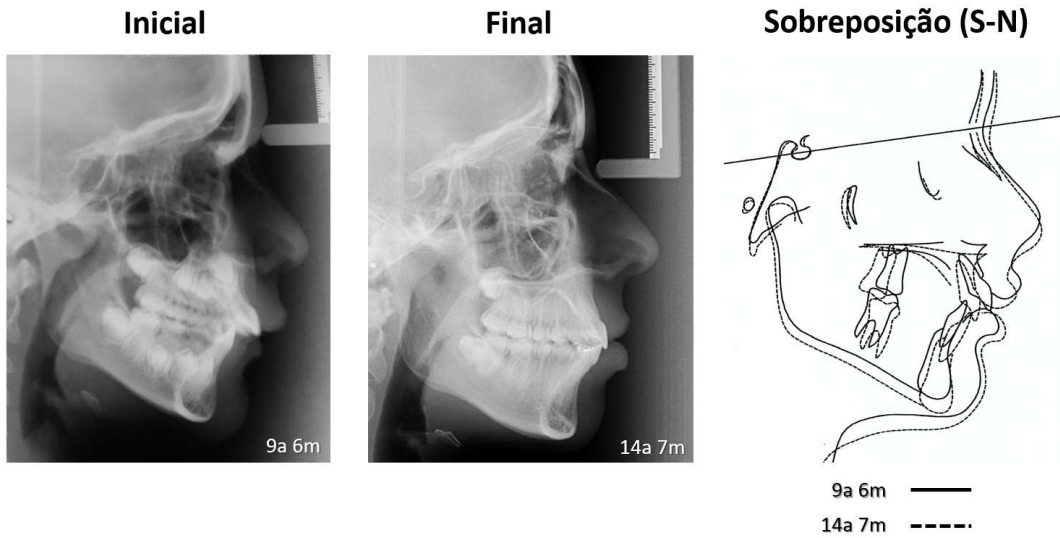 Inicial
Final
Sobreposição (S-N)
9a 6m
14a 7m
9a 6m
14a 7m